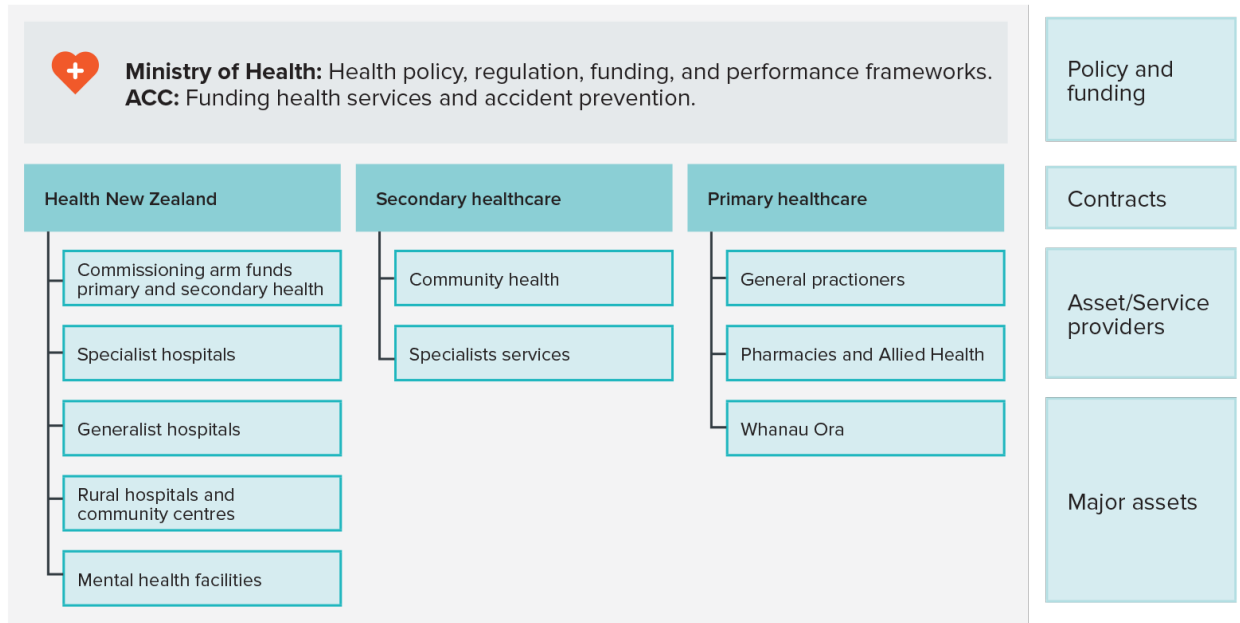 Ministry of Health: Health policy, regulation, funding, and performance frameworks.
ACC: Funding health services and accident prevention.
Health New Zealand
Commissioning arm funds
primary and secondary health
Specialist hospitals
Generalist hospitals
Rural hospitals and
community centres
Mental health facilities
Secondary healthcare
Community health
Specialists services
Primary healthcare
General practioners
Pharmacies and Allied Health
Whanau Ora
Policy and
funding
Contracts
Asset/Service
providers
Major assets